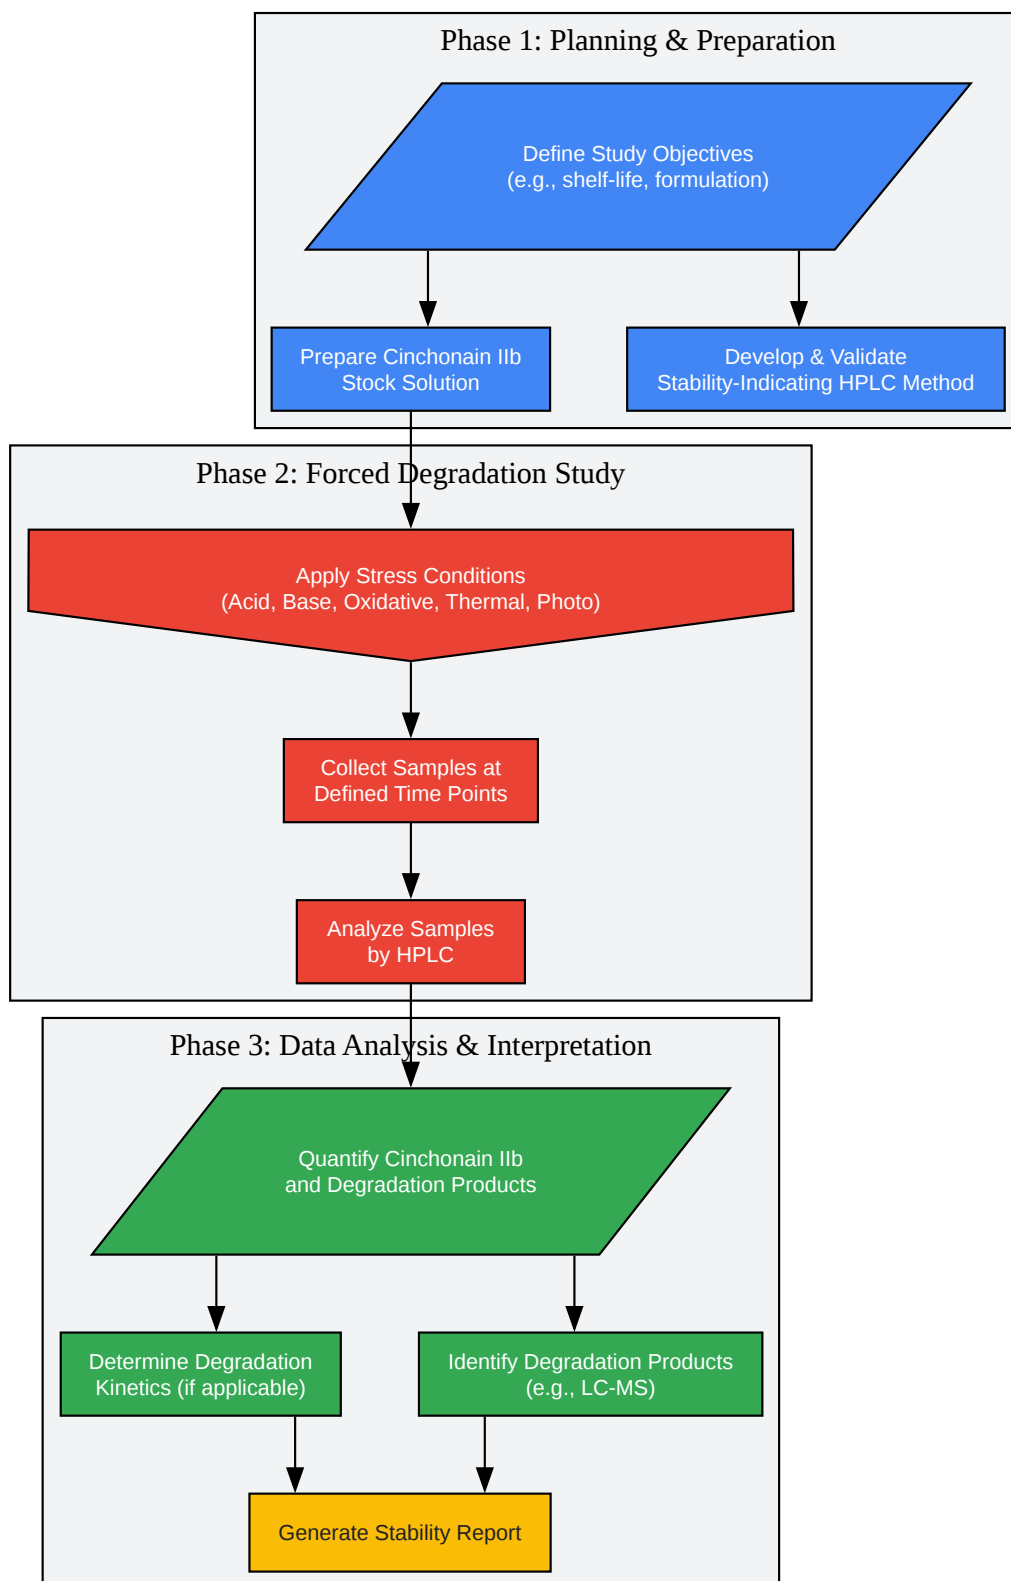 Phase 1: Planning & Preparation
Define Study Objectives
(e.g., shelf-life, formulation)
Prepare Cinchonain IIb
Stock Solution
Develop & Validate
Stability-Indicating HPLC Method
Phase 2: Forced Degradation Study
Apply Stress Conditions
(Acid, Base, Oxidative, Thermal, Photo)
Collect Samples at
Defined Time Points
Analyze Samples
by HPLC
Phase 3: Data Analysis & Interpretation
Quantify Cinchonain IIb
and Degradation Products
Determine Degradation
Kinetics (if applicable)
Identify Degradation Products
(e.g., LC-MS)
Generate Stability Report